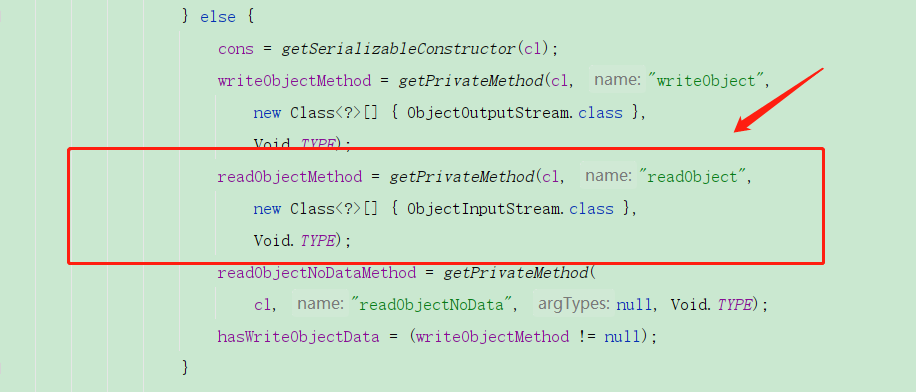 } else {
cons = getSerializableConstructor(cl);
writeObjectMethod = getPrivateMethod(cl, name: "writeObject",
new Class<?>[] { ObjectOutputStream.class },
Void.TYPE);
readObjectMethod = getPrivateMethod(cl, name: "readObject",
new Class<?>[] { ObjectInputStream.class },
Void.TYPE);
readObjectNoDataMethod = getPrivateMethod(
cl, name: "readObjectNoData", argTypes: null, Void.TYPE);
hasWriteObjectData = (writeObjectMethod != null);
}